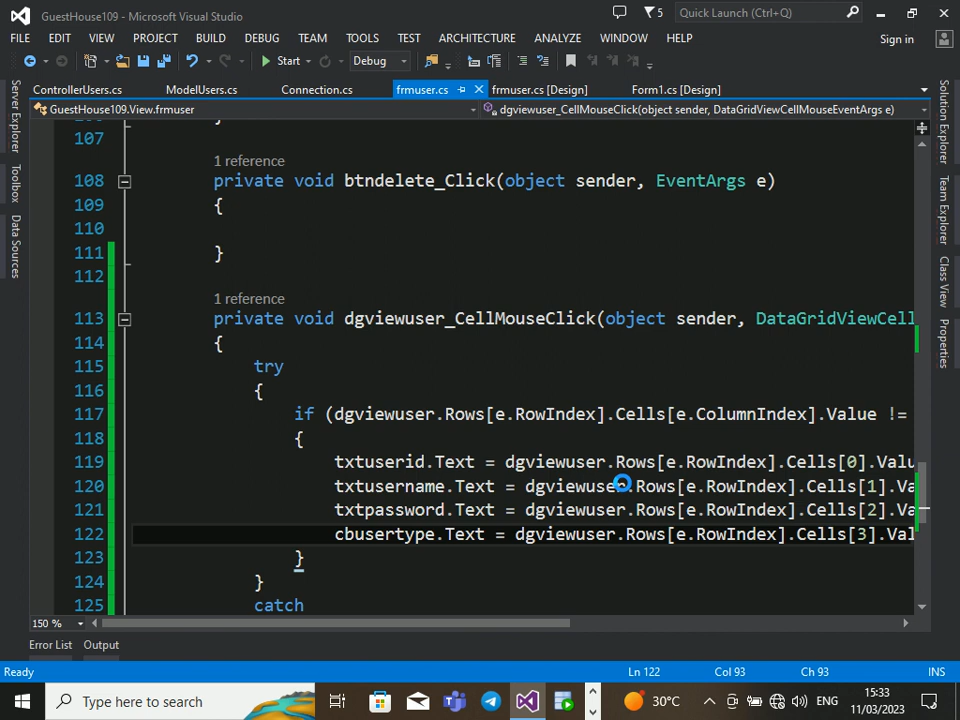 GuestHouse109 - Microsoft Visual Studio
5
Quick Launch (Ctrl+Q)
FILE EDIT VIEW PROJECT BUILD DEBUG TEAM TOOLS TEST ARCHITECTURE ANALYZE WINDOW HELP
Sign in
Start
Debug
ControllerUsers.cs ModelUsers.cs Connection.cs frmuser.cs frmuser.cs [Design] Form1.cs [Design]
GuestHouse109.View.frmuser
dgviewuser_CellMouseClick(object sender, DataGridViewCellMouseEventArgs e)
Server Explorer
Toolbox
Data Sources
Solution Explorer
Team Explorer
Class View
Properties
107
1 reference
108 private void btndelete_Click(object sender, EventArgs e)
109 {
110
111 }
112
1 reference
113 private void dgviewuser_CellMouseClick(object sender, DataGridViewCell
114 {
115 try
116 {
117 if (dgviewuser.Rows[e.RowIndex].Cells[e.ColumnIndex].Value !=
118 {
119 txtuserid.Text = dgviewuser.Rows[e.RowIndex].Cells[0].Valu
120 txtusername.Text = dgviewuser.Rows[e.RowIndex].Cells[1].Va
121 txtpassword.Text = dgviewuser.Rows[e.RowIndex].Cells[2].Va
122 cbusertype.Text = dgviewuser.Rows[e.RowIndex].Cells[3].Val
123 }
124 }
125 catch
150 %
Error List Output
Ready
Ln 122 Col 93 Ch 93 INS
Type here to search
30°C
ENG
15:33
11/03/2023